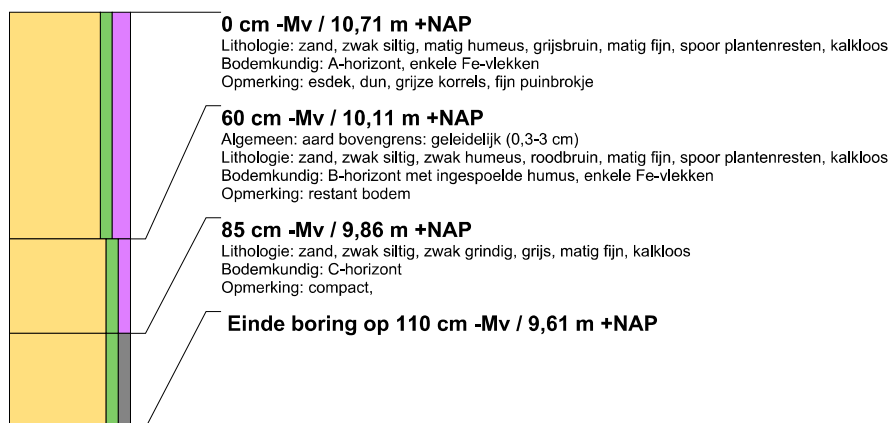 0 cm -Mv / 10,71 m +NAP
Lithologie: zand, zwak siltig, matig humeus, grijsbruin, matig fijn, spoor plantenresten, kalkloos
Bodemkundig: A-horizont, enkele Fe-vlekken
Opmerking: esdek, dun, grijze korrels, fijn puinbrokje
60 cm -Mv / 10,11 m +NAP
Algemeen: aard bovengrens: geleidelijk (0,3-3 cm)
Lithologie: zand, zwak siltig, zwak humeus, roodbruin, matig fijn, spoor plantenresten, kalkloos
Bodemkundig: B-horizont met ingespoelde humus, enkele Fe-vlekken
Opmerking: restant bodem
85 cm -Mv / 9,86 m +NAP
Lithologie: zand, zwak siltig, zwak grindig, grijs, matig fijn, kalkloos
Bodemkundig: C-horizont
Opmerking: compact,
Einde boring op 110 cm -Mv / 9,61 m +NAP